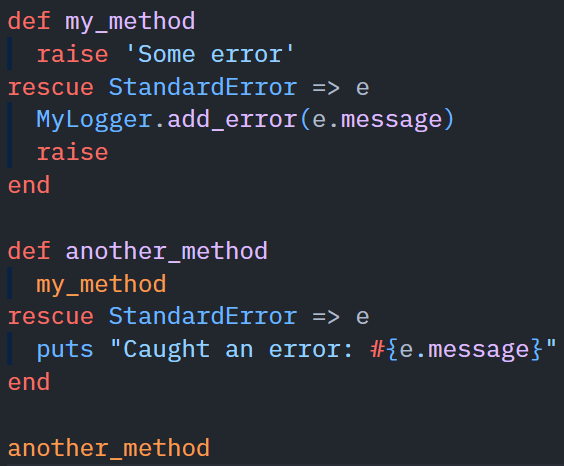 def my_method
  raise 'Some error'
rescue StandardError => e
  MyLogger.add_error(e.message)
  raise
end

def another_method
  my_method
rescue StandardError => e
  puts "Caught an error: #{e.message}"
end

another_method